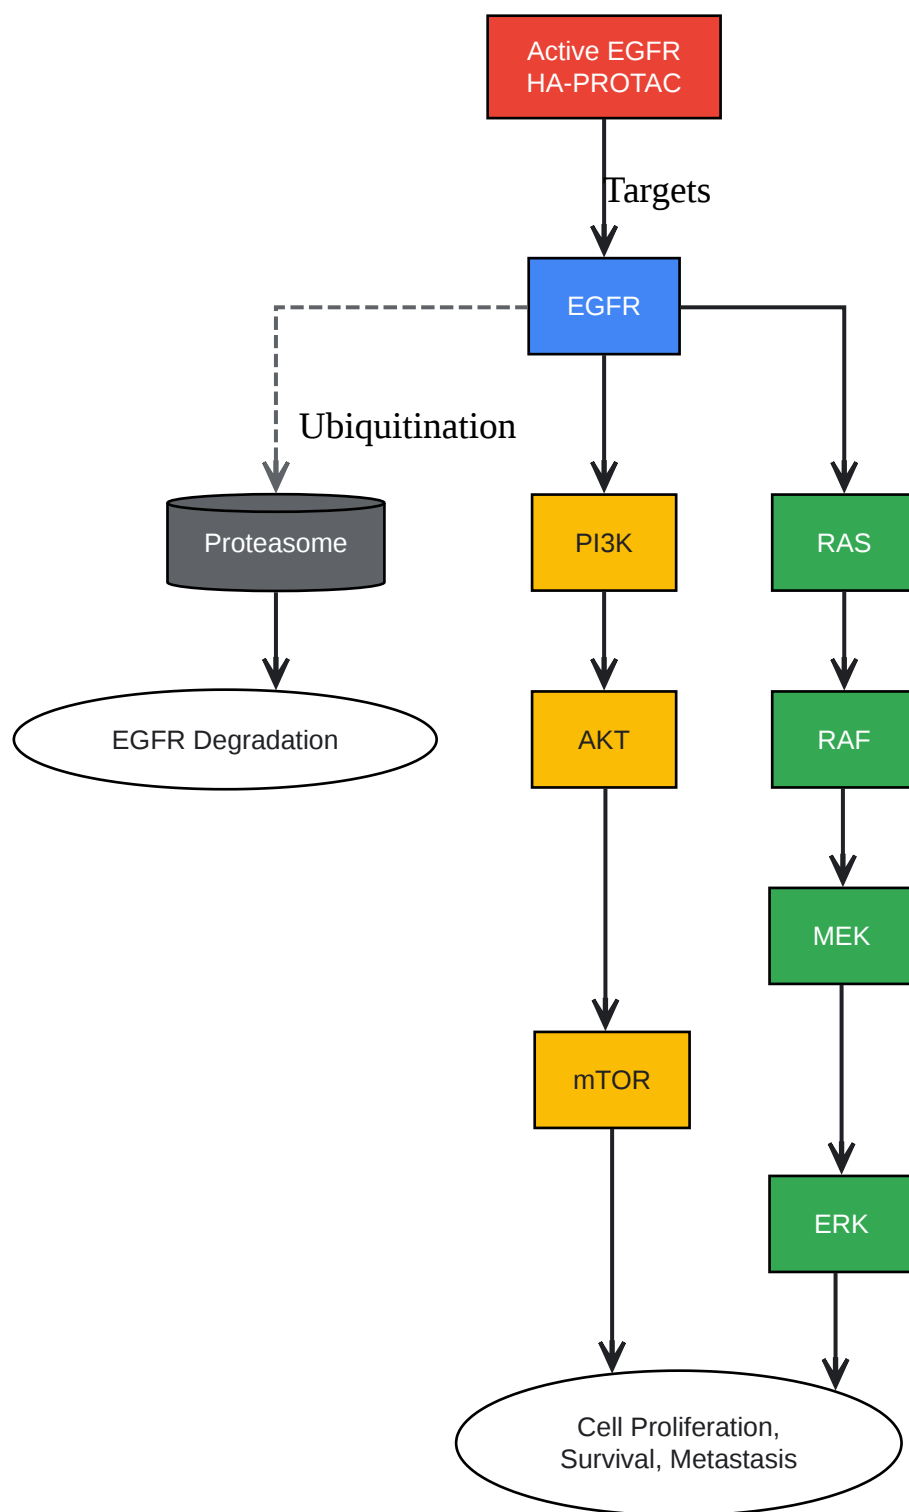 Active EGFR
HA-PROTAC
Targets
EGFR
Ubiquitination
Proteasome
PI3K
RAS
EGFR Degradation
AKT
RAF
MEK
mTOR
ERK
Cell Proliferation,
Survival, Metastasis